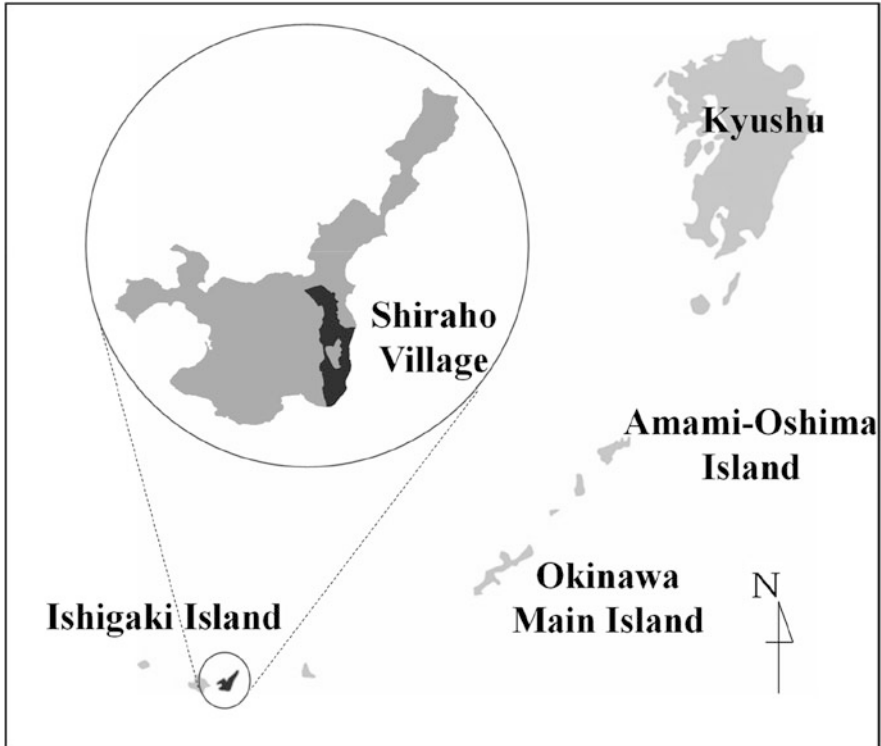 Kyushu
Shiraho
Village
Amami-Oshima
Island
Okinawa
Main Island
N
Ishigaki Island